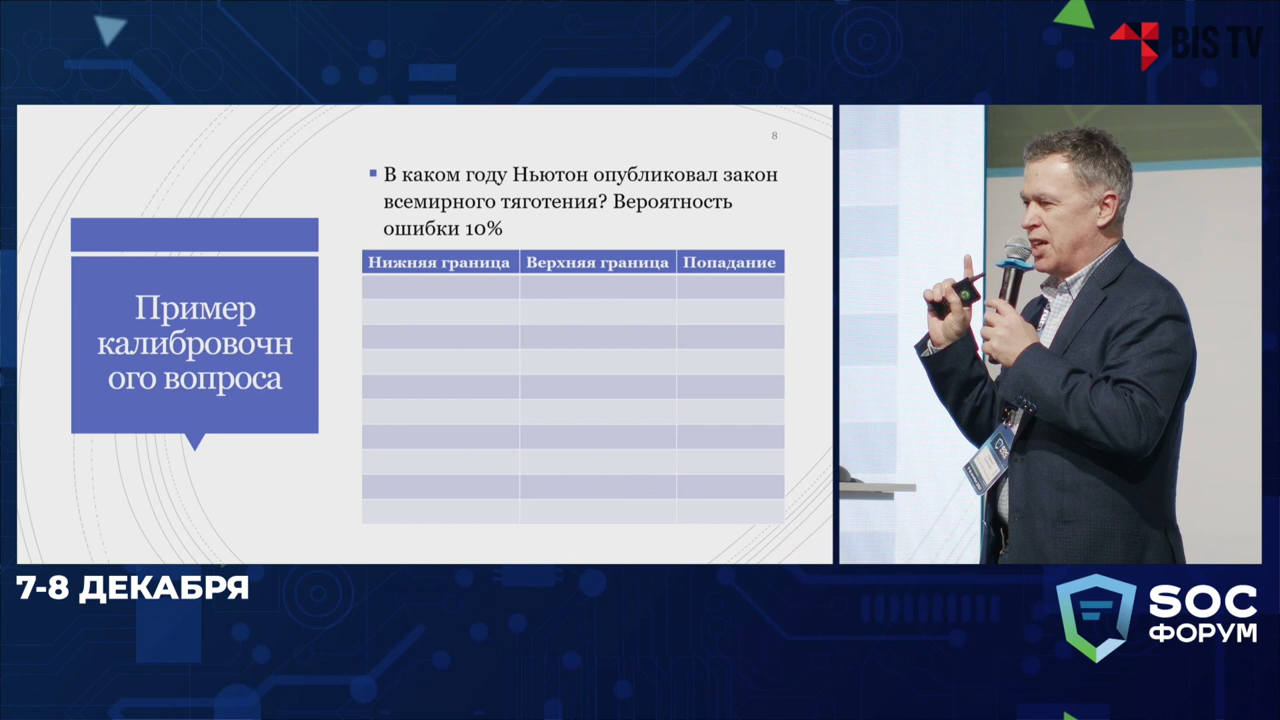 BIS TV
8
В каком году Ньютон опубликовал закон
всемирного тяготения? Вероятность
ошибки 10%
Нижняя граница Верхняя граница Попадание
Пример
калибровочн
ого вопроса
7-8 ДЕКАБРЯ
SOC
ФОРУМ